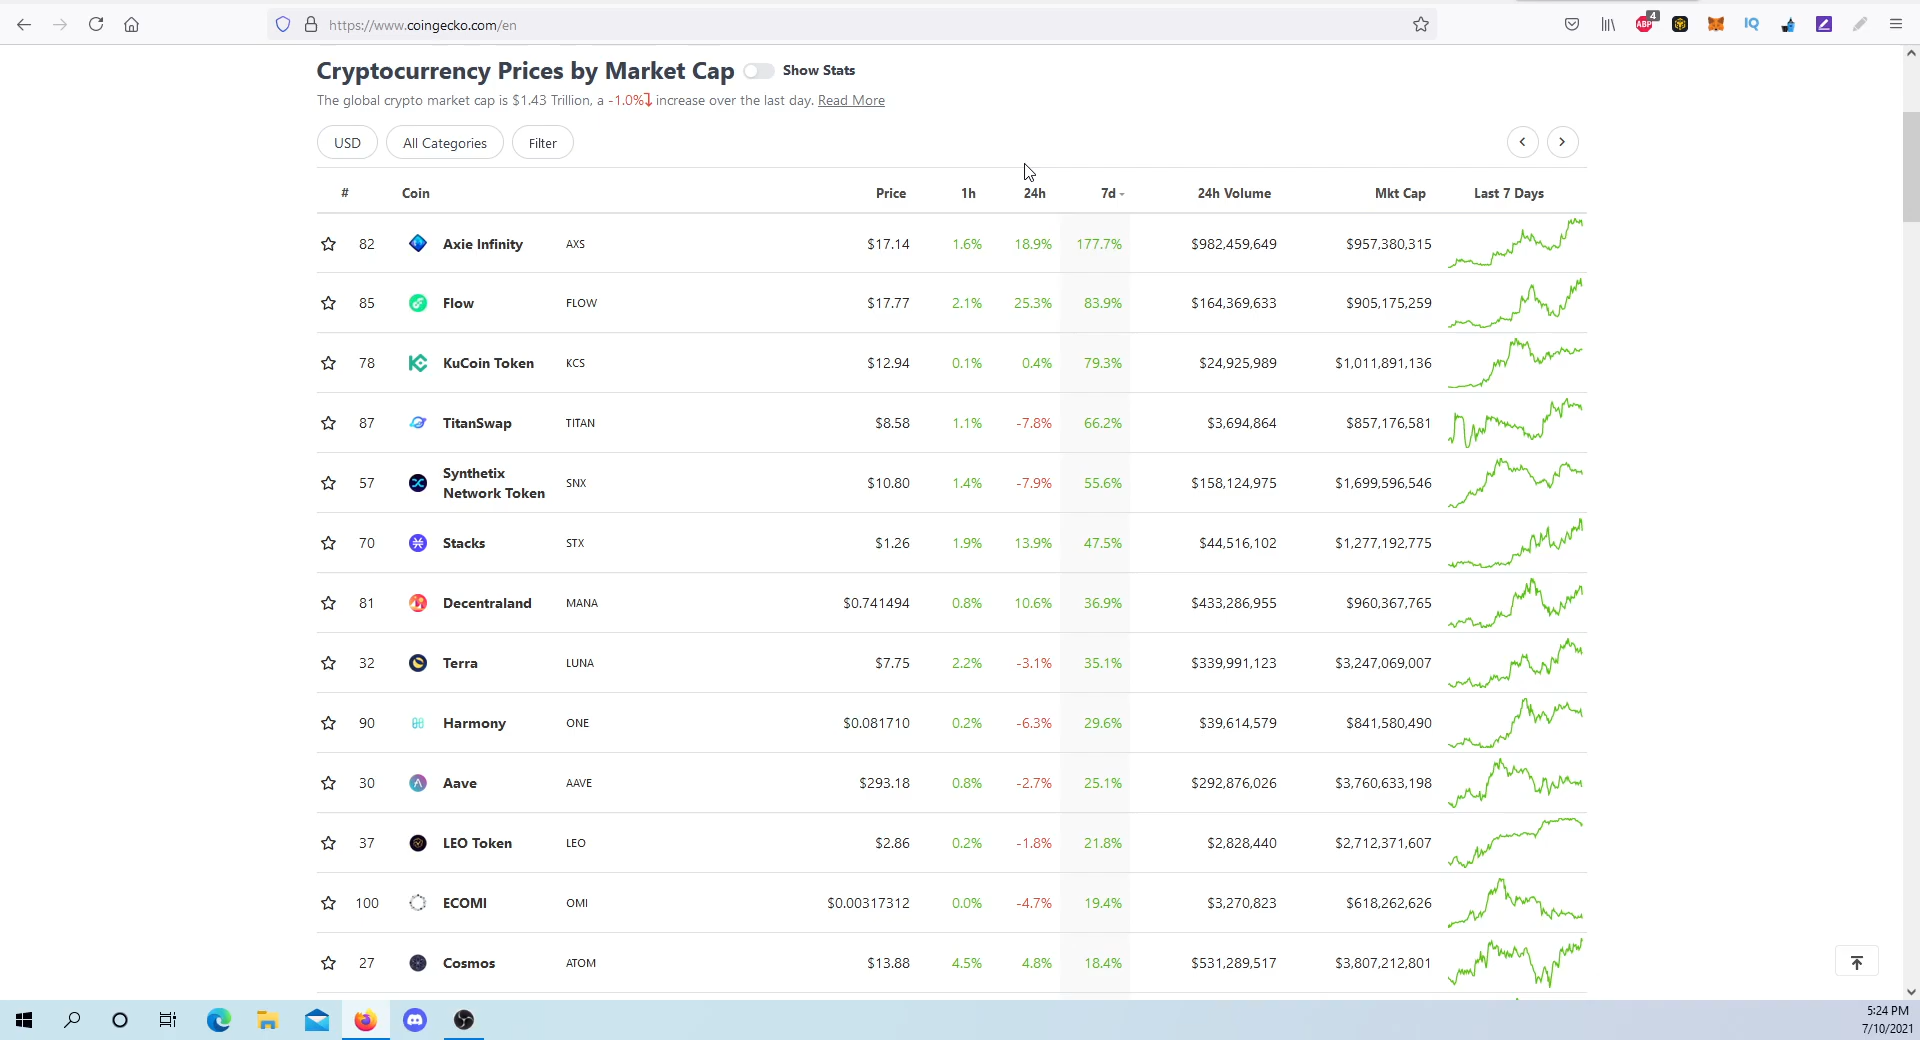 https://www.coingecko.com/en
ABP 4 IQ
Cryptocurrency Prices by Market Cap Show Stats
The global crypto market cap is $1.43 Trillion, a -1.0% increase over the last day. Read More
USD All Categories Filter
# Coin Price 1h 24h 7d 24h Volume Mkt Cap Last 7 Days
82 Axie Infinity AXS $17.14 1.6% 18.9% 177.7% $982,459,649 $957,380,315
85 Flow FLOW $17.77 2.1% 25.3% 83.9% $164,369,633 $905,175,259
78 KuCoin Token KCS $12.94 0.1% 0.4% 79.3% $24,925,989 $1,011,891,136
87 TitanSwap TITAN $8.58 1.1% -7.8% 66.2% $3,694,864 $857,176,581
57 Synthetix Network Token SNX $10.80 1.4% -7.9% 55.6% $158,124,975 $1,699,596,546
70 Stacks STX $1.26 1.9% 13.9% 47.5% $44,516,102 $1,277,192,775
81 Decentraland MANA $0.741494 0.8% 10.6% 36.9% $433,286,955 $960,367,765
32 Terra LUNA $7.75 2.2% -3.1% 35.1% $339,991,123 $3,247,069,007
90 Harmony ONE $0.081710 0.2% -6.3% 29.6% $39,614,579 $841,580,490
30 Aave AAVE $293.18 0.8% -2.7% 25.1% $292,876,026 $3,760,633,198
37 LEO Token LEO $2.86 0.2% -1.8% 21.8% $2,828,440 $2,712,371,607
100 ECOMI OMI $0.00317312 0.0% -4.7% 19.4% $3,270,823 $618,262,626
27 Cosmos ATOM $13.88 4.5% 4.8% 18.4% $531,289,517 $3,807,212,801
5:24 PM
7/10/2021